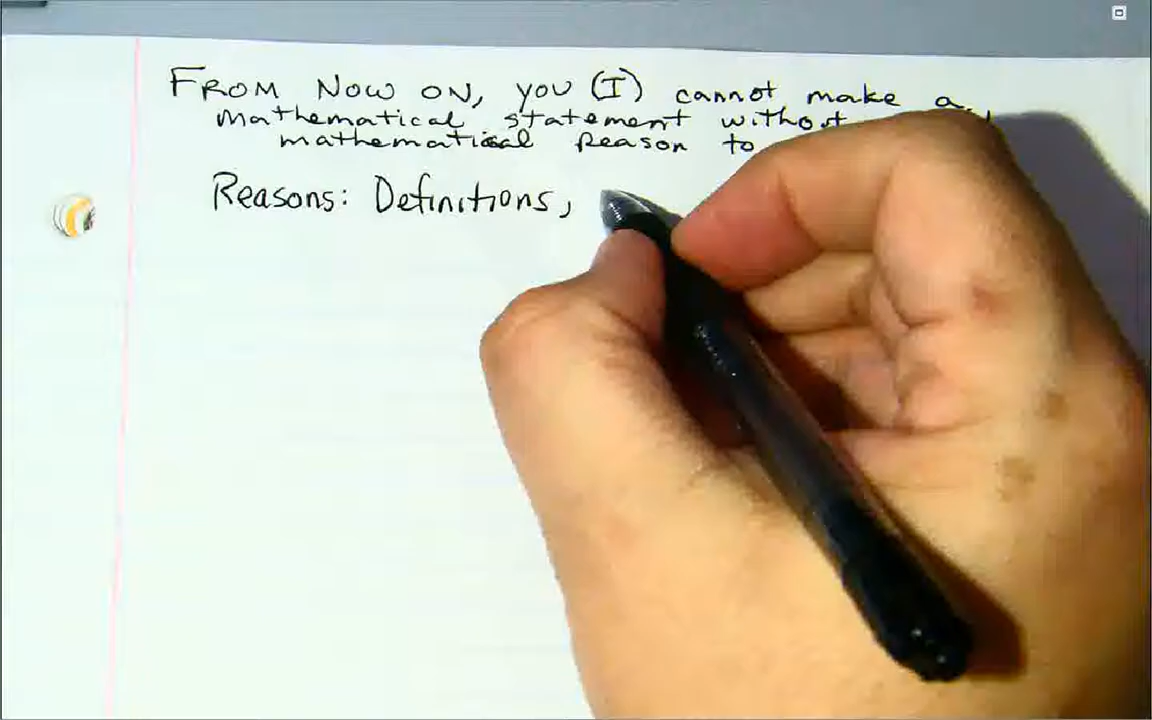 FROM NOW ON, you (I) cannot make a
mathematical statement without
mathematical reason to
Reasons: Definitions,